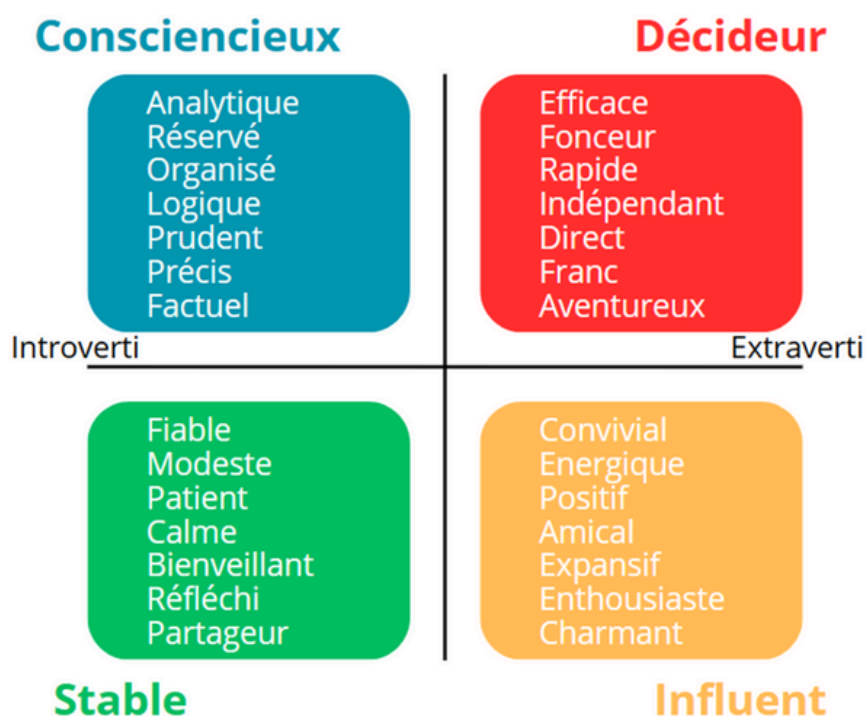 Consciencieux
Décideur
Analytique
Réservé
Organisé
Logique
Prudent
Précis
Factuel
Efficace
Fonceur
Rapide
Indépendant
Direct
Franc
Aventureux
Introverti
Extraverti
Fiable
Modeste
Patient
Calme
Bienveillant
Réfléchi
Partageur
Convivial
Energique
Positif
Amical
Expansif
Enthousiaste
Charmant
Stable
Influent